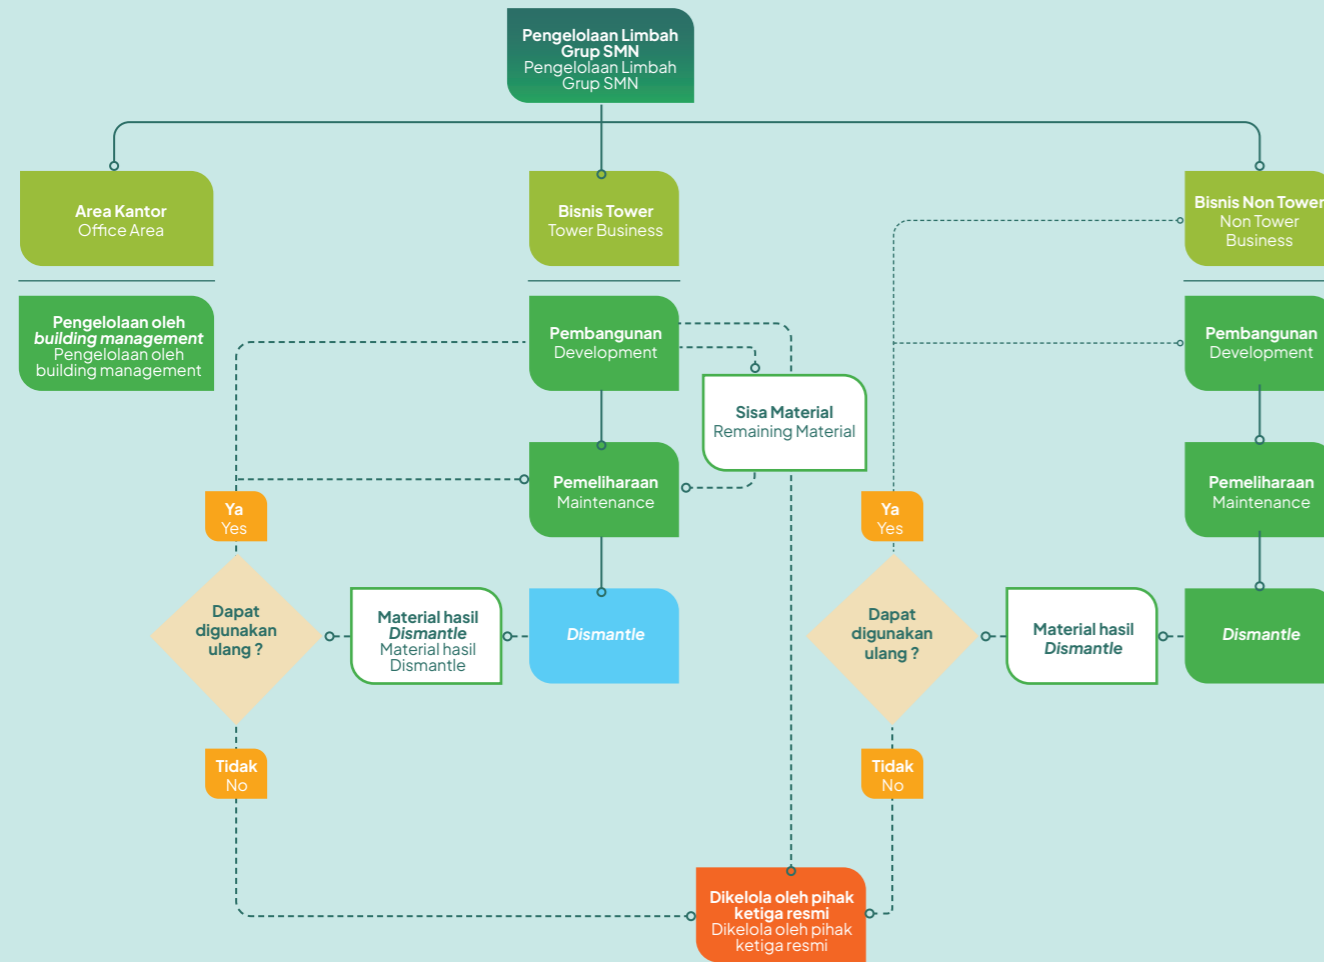 Pengelolaan Limbah
Grup SMN
Pengelolaan Limbah
Grup SMN
Area Kantor
Office Area
Bisnis Tower
Tower Business
Bisnis Non Tower
Non Tower
Business
Pengelolaan oleh
building management
Pengelolaan oleh
building management
Pembangunan
Development
Sisa Material
Remaining Material
Pembangunan
Development
Pemeliharaan
Maintenance
Pemeliharaan
Maintenance
Ya
Yes
Ya
Yes
Dapat
digunakan
ulang ?
Material hasil
Dismantle
Material hasil
Dismantle
Dismantle
Dapat
digunakan
ulang ?
Material hasil
Dismantle
Dismantle
Tidak
No
Tidak
No
Dikelola oleh pihak
ketiga resmi
Dikelola oleh pihak
ketiga resmi